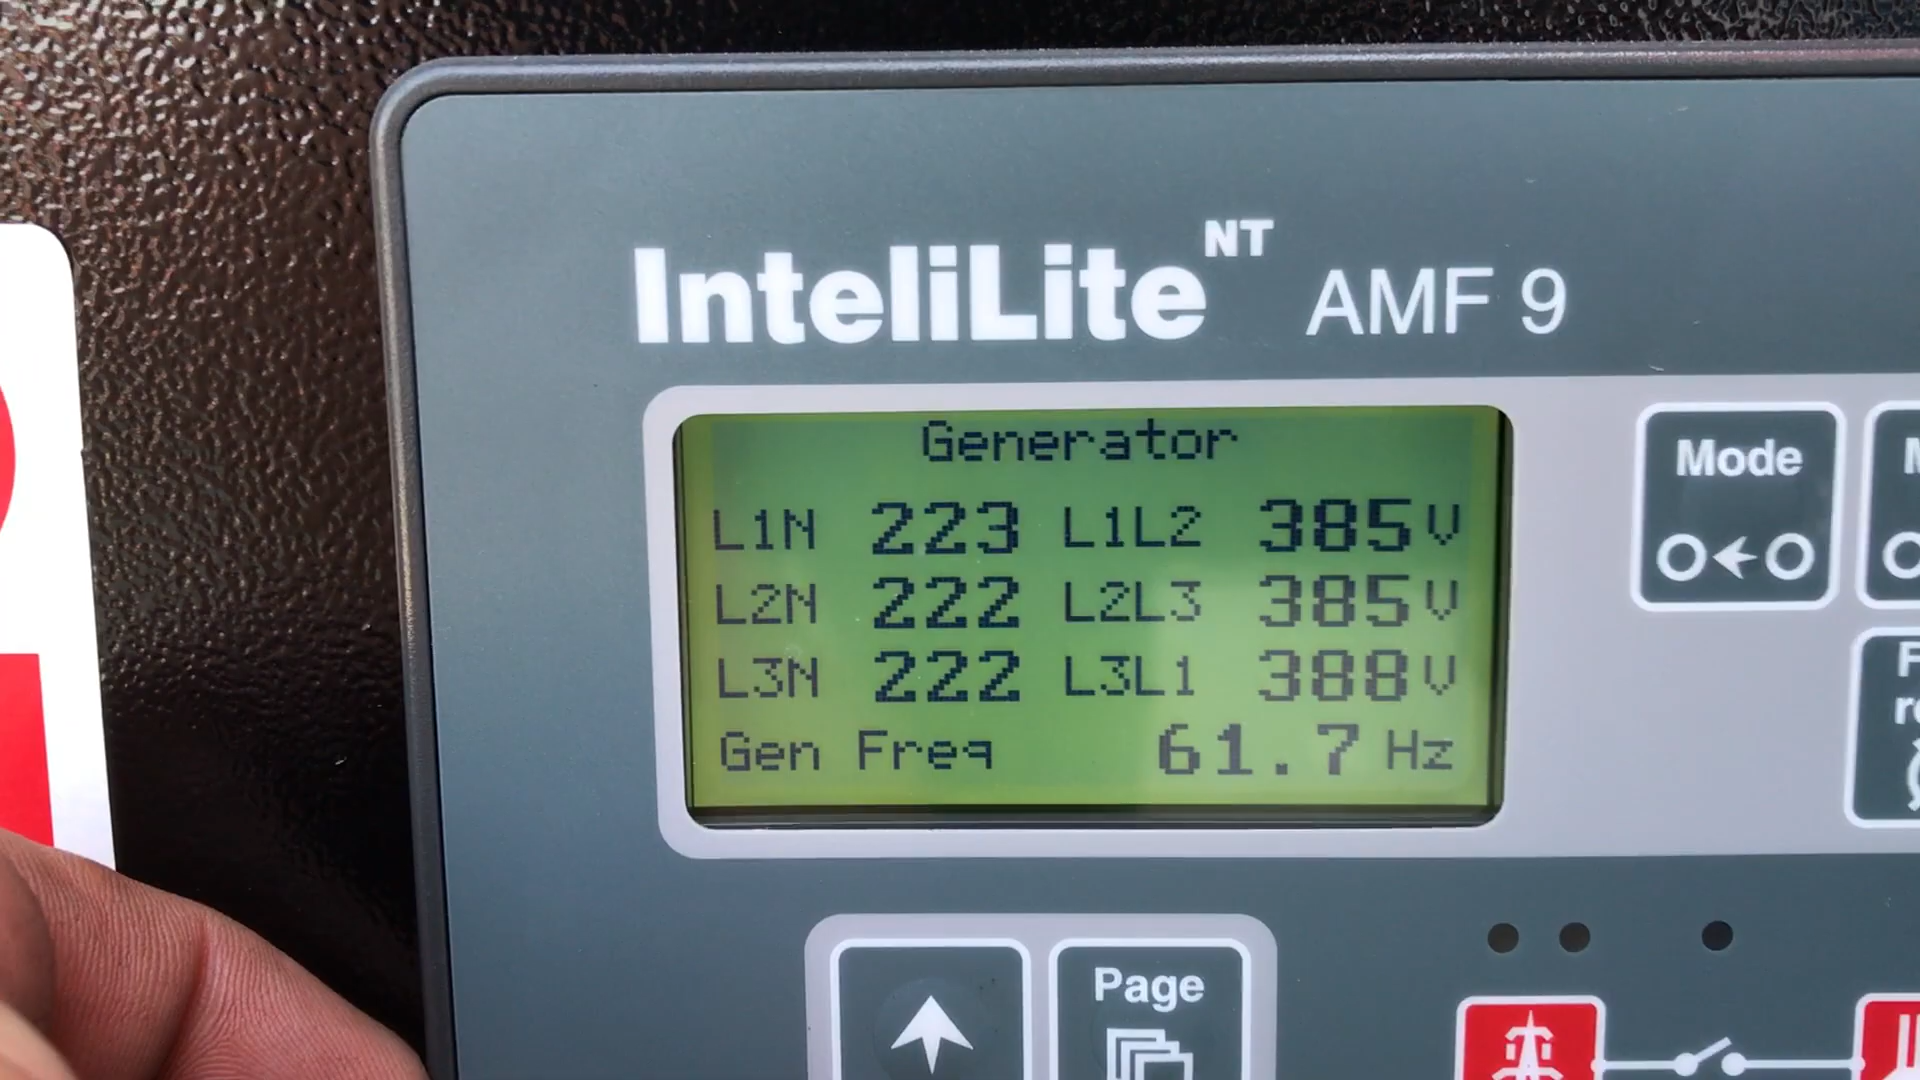 InteliLite NT AMF 9
Generator
L1N 223 L1L2 385 V
L2N 222 L2L3 385 V
L3N 222 L3L1 388 V
Gen Freq 61.7 Hz
Mode
Page